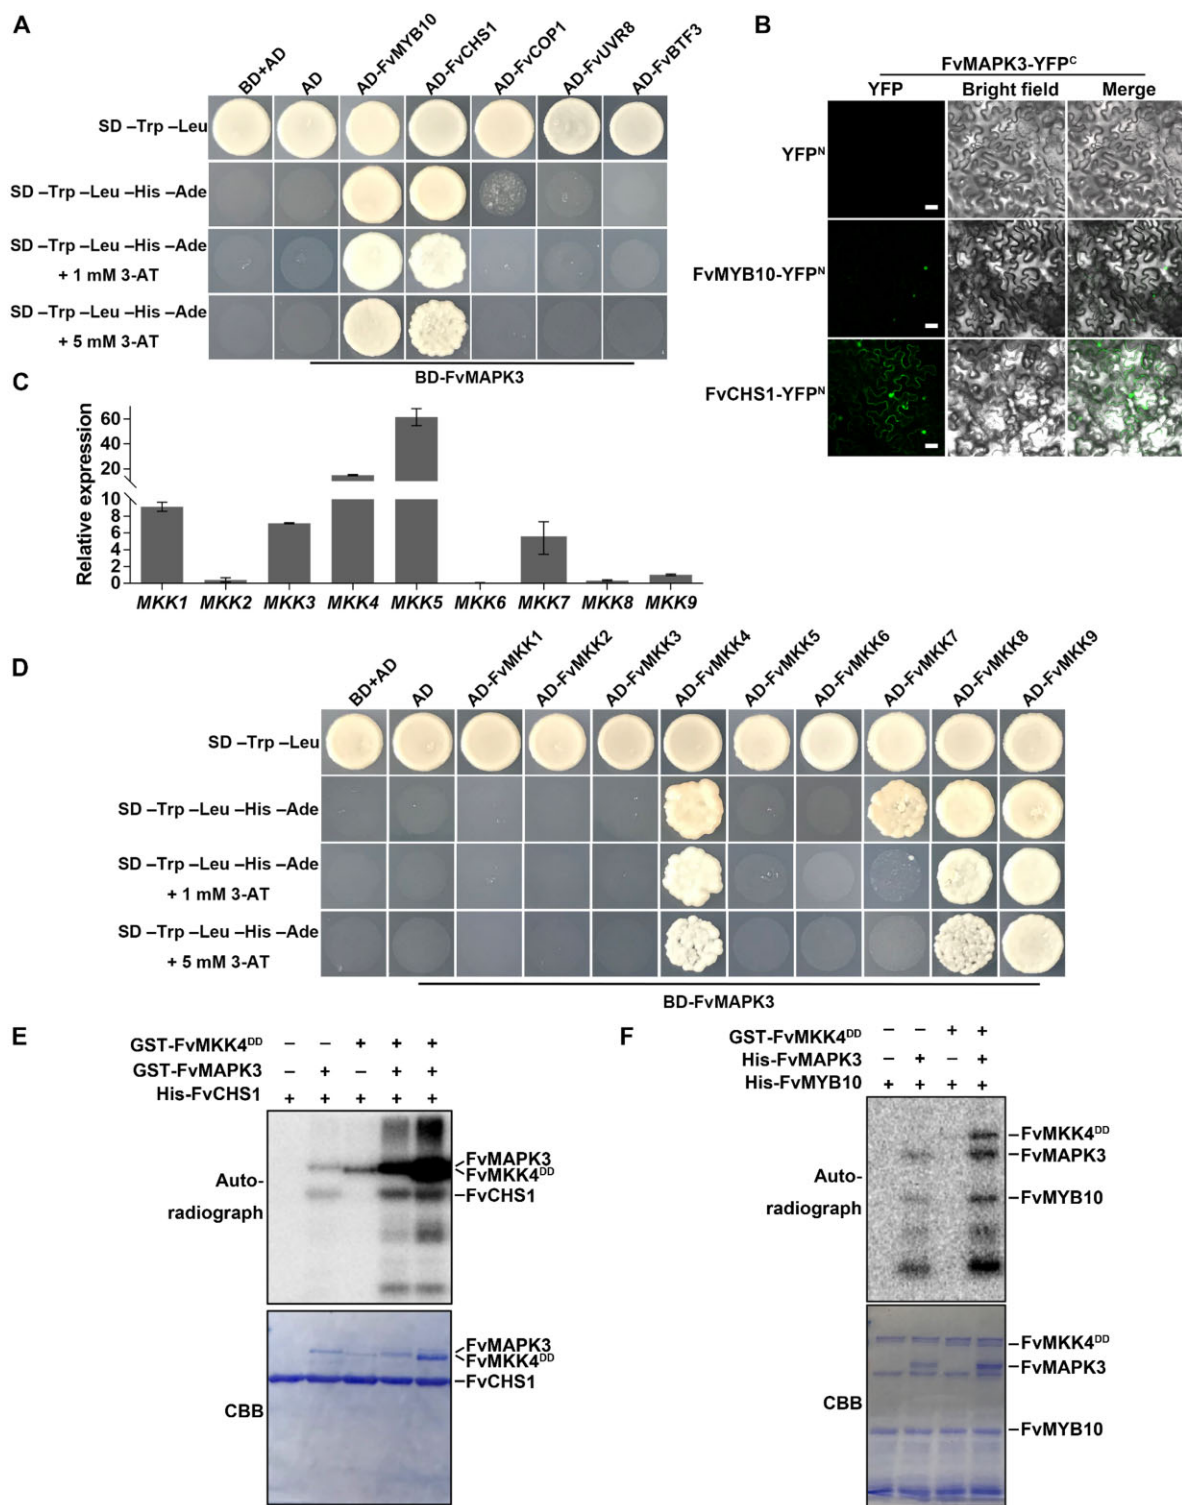 A
BD+AD
AD
AD-FvMYB10
AD-FvCHS1
AD-FvCOP1
AD-FvUVR8
AD-FvBTF3
SD –Trp –Leu
SD –Trp –Leu –His –Ade
SD –Trp –Leu –His –Ade
+ 1 mM 3-AT
SD –Trp –Leu –His –Ade
+ 5 mM 3-AT
BD-FvMAPK3
B
FvMAPK3-YFPᶜ
YFP Bright field Merge
YFPᴺ
FvMYB10-YFPᴺ
FvCHS1-YFPᴺ
C
Relative expression
60
40
20
10
8
6
4
2
0
MKK1 MKK2 MKK3 MKK4 MKK5 MKK6 MKK7 MKK8 MKK9
D
BD+AD
AD
AD-FvMKK1
AD-FvMKK2
AD-FvMKK3
AD-FvMKK4
AD-FvMKK5
AD-FvMKK6
AD-FvMKK7
AD-FvMKK8
AD-FvMKK9
SD –Trp –Leu
SD –Trp –Leu –His –Ade
SD –Trp –Leu –His –Ade
+ 1 mM 3-AT
SD –Trp –Leu –His –Ade
+ 5 mM 3-AT
BD-FvMAPK3
E
GST-FvMKK4ᴰᴰ – – + + +
GST-FvMAPK3 – + – + +
His-FvCHS1 + + + + +
Auto-
radiograph
FvMAPK3
FvMKK4ᴰᴰ
FvCHS1
CBB
FvMAPK3
FvMKK4ᴰᴰ
FvCHS1
F
GST-FvMKK4ᴰᴰ – – + +
His-FvMAPK3 – + – +
His-FvMYB10 + + + +
Auto-
radiograph
FvMKK4ᴰᴰ
FvMAPK3
FvMYB10
CBB
FvMKK4ᴰᴰ
FvMAPK3
FvMYB10